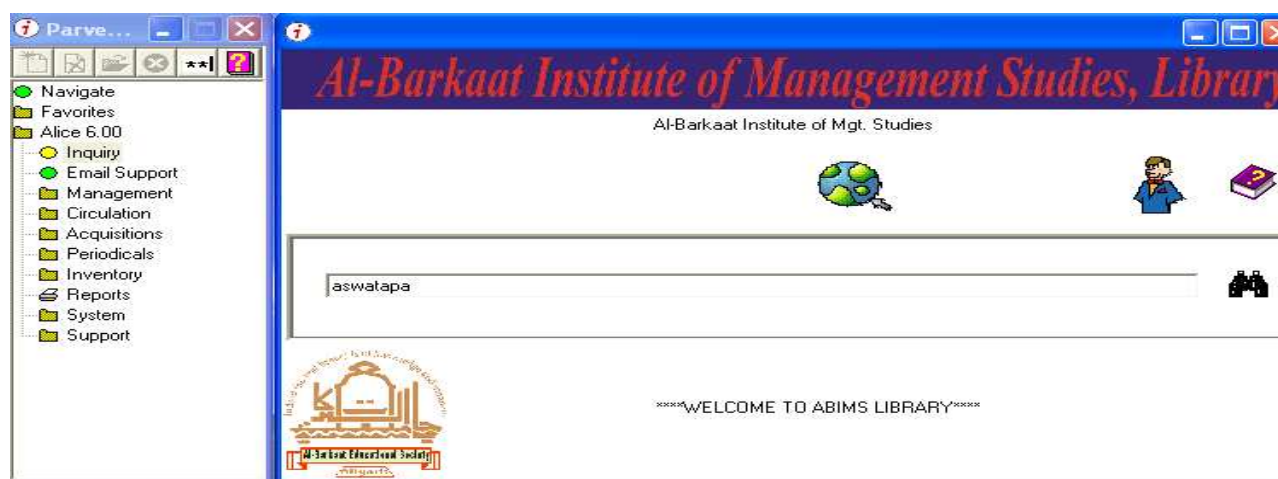 Parve...
**
?
Navigate
Favorites
Alice 6.00
Inquiry
Email Support
Management
Circulation
Acquisitions
Periodicals
Inventory
Reports
System
Support
Al-Barkaat Institute of Management Studies, Library
Al-Barkaat Institute of Mgt. Studies
?
aswatapa
****WELCOME TO ABIMS LIBRARY****
Al-Barkaat Educational Society
Aligarh